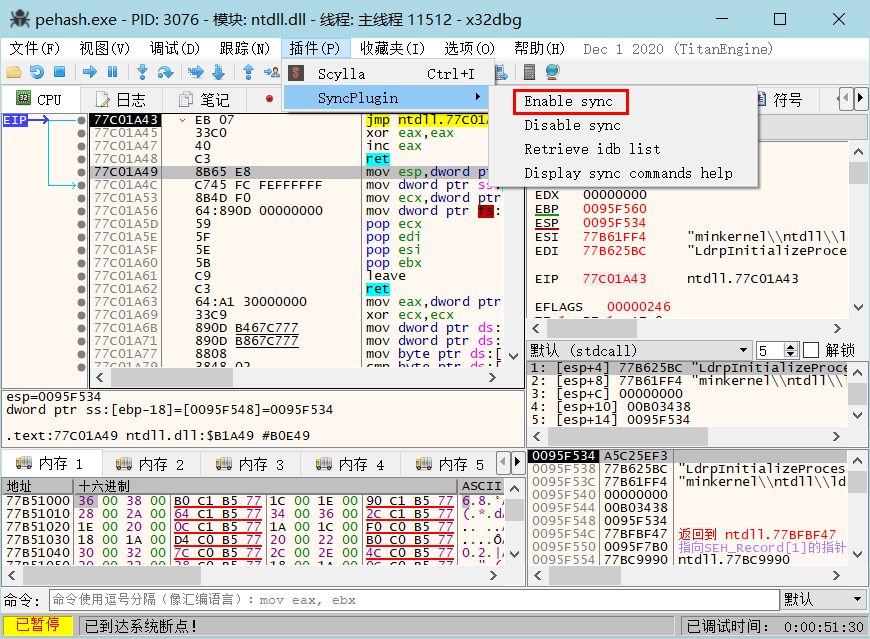 pehash.exe - PID: 3076 - 模块: ntdll.dll - 线程: 主线程 11512 - x32dbg
文件(F) 视图(V) 调试(D) 跟踪(N) 插件(P) 收藏夹(I) 选项(O) 帮助(H) Dec 1 2020 (TitanEngine)
Scylla Ctrl+I
SyncPlugin
Enable sync
Disable sync
Retrieve idb list
Display sync commands help
CPU 日志 笔记 符号
EIP 77C01A43 EB 07 jmp ntdll.77C01A
77C01A45 33C0 xor eax,eax
77C01A47 40 inc eax
77C01A48 C3 ret
77C01A49 8B65 E8 mov esp,dword pt
77C01A4C C745 FC FEFFFFFF mov dword ptr ss:
77C01A53 8B4D F0 mov ecx,dword ptr
77C01A56 64:890D 00000000 mov dword ptr fs:
77C01A5D 59 pop ecx
77C01A5E 5F pop edi
77C01A5F 5E pop esi
77C01A60 5B pop ebx
77C01A61 C9 leave
77C01A62 C3 ret
77C01A63 64:A1 30000000 mov eax,dword ptr
77C01A69 33C9 xor ecx,ecx
77C01A6B 890D B467C777 mov dword ptr ds:
77C01A71 890D B867C777 mov dword ptr ds:
77C01A77 8808 mov byte ptr ds:[
77C01A79 3848 02 cmp byte ptr ds:[
EDX 00000000
EBP 0095F560
ESP 0095F534
ESI 77B61FF4 "minkernel\\ntdll\\l
EDI 77B625BC "LdrpInitializeProces
EIP 77C01A43 ntdll.77C01A43
EFLAGS 00000246
默认 (stdcall) 5 解锁
1: [esp+4] 77B625BC "LdrpInitializeProce
2: [esp+8] 77B61FF4 "minkernel\\ntdll\\l
3: [esp+C] 00000000
4: [esp+10] 00B03438
5: [esp+14] 0095F534
esp=0095F534
dword ptr ss:[ebp-18]=[0095F548]=0095F534
.text:77C01A49 ntdll.dll:$B1A49 #B0E49
内存 1 内存 2 内存 3 内存 4 内存 5
地址 十六进制 ASCII
77B51000 36 00 38 00 B0 C1 B5 77 1C 00 1E 00 90 C1 B5 77 6.8.°Á
77B51010 28 00 2A 00 64 C1 B5 77 34 00 36 00 2C C1 B5 77 (.*.dÁ
77B51020 1E 00 20 00 0C C1 B5 77 1A 00 1C 00 F0 C0 B5 77
77B51030 18 00 1A 00 D4 C0 B5 77 20 00 22 00 B0 C0 B5 77 ....Ô
77B51040 30 00 32 00 7C C0 B5 77 2C 00 2E 00 4C C0 B5 77 0.2.|
0095F534 A5C25EF3
0095F538 77B625BC "LdrpInitializeProces
0095F53C 77B61FF4 "minkernel\\ntdll\\ld
0095F540 00000000
0095F544 00B03438
0095F548 0095F534
0095F54C 77BFBF47 返回到 ntdll.77BFBF47
0095F550 0095F7B0 指向SEH_Record[1]的指针
0095F554 77BC9990 ntdll.77BC9990
命令: 命令使用逗号分隔（像汇编语言）: mov eax, ebx 默认
已暂停 已到达系统断点! 已调试时间: 0:00:51:30